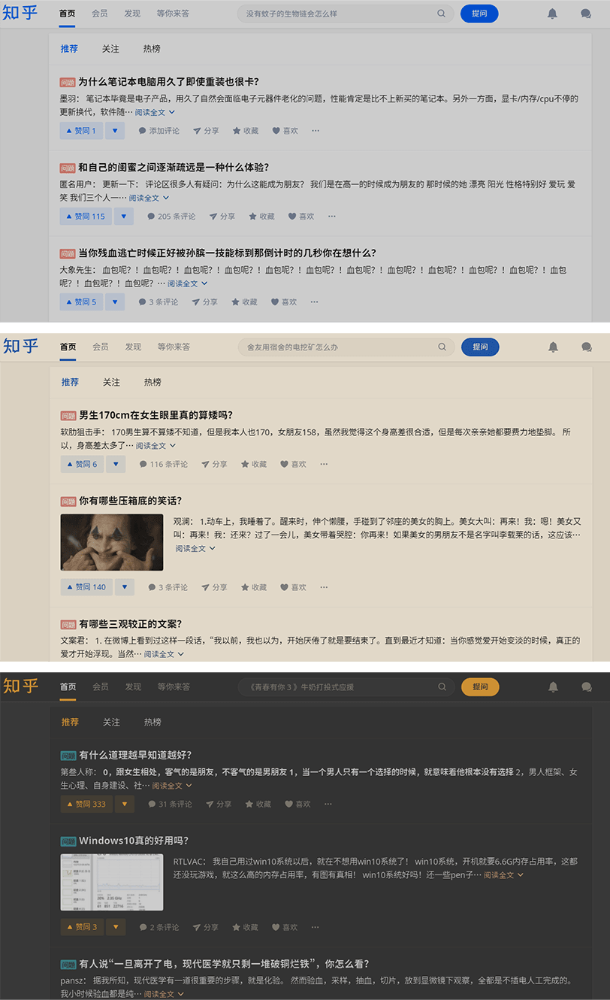 知乎 首页 会员 发现 等你来答 没有蚊子的生物链会怎么样 提问
推荐 关注 热榜
问题 为什么笔记本电脑用久了即使重装也很卡?
墨羽： 笔记本毕竟是电子产品，用久了自然会面临电子元器件老化的问题，性能肯定是比不上新买的笔记本。另外一方面，显卡/内存/cpu不停的
更新换代，软件随… 阅读全文
赞同 1 添加评论 分享 收藏 喜欢 …
问题 和自己的闺蜜之间逐渐疏远是一种什么体验?
匿名用户： 更新一下： 评论区很多人有疑问：为什么这能成为朋友？ 我们是在高一的时候成为朋友的 那时候的她 漂亮 阳光 性格特别好 爱玩 爱
笑 我们三个人一… 阅读全文
赞同 115 205 条评论 分享 收藏 喜欢 …
问题 当你残血逃亡时候正好被孙膑一技能标到那倒计时的几秒你在想什么?
大象先生： 血包呢？！血包呢？！血包呢？！血包呢？！血包呢？！血包呢？！血包呢？！血包呢？！血包呢？！血包呢？！血包呢？！血包
呢？！血包呢？！血包呢？… 阅读全文
赞同 5 3 条评论 分享 收藏 喜欢 …
知乎 首页 会员 发现 等你来答 舍友用宿舍的电挖矿怎么办 提问
推荐 关注 热榜
问题 男生170cm在女生眼里真的算矮吗?
软肋狙击手： 170男生算不算矮不知道，但是我本人也170，女朋友158，虽然我觉得这个身高差很合适，但是每次亲亲她都要费力地垫脚。 所
以，身高差太多了… 阅读全文
赞同 6 116 条评论 分享 收藏 喜欢 …
问题 你有哪些压箱底的笑话?
观澜： 1.动车上，我睡着了。醒来时，伸个懒腰，手碰到了邻座的美女的胸上。美女大叫：再来！我：嗯！美女又
叫：再来！我：还来？过了一会儿，美女带着哭腔：你再来！如果美女的男朋友不是名字叫李载莱的话，这应该…
阅读全文
赞同 140 3 条评论 分享 收藏 喜欢 …
问题 有哪些三观较正的文案?
文案君： 1. 在微博上看到过这样一段话，“我以前，我也以为，开始厌倦了就是要结束了。直到最近才知道：当你感觉爱开始变淡的时候，真正的
爱才开始浮现。当然… 阅读全文
知乎 首页 会员 发现 等你来答 《青春有你 3 》牛奶打投式应援 提问
推荐 关注 热榜
问题 有什么道理越早知道越好?
第叁人称： 0，跟女生相处，客气的是朋友，不客气的是男朋友 1，当一个男人只有一个选择的时候，就意味着他根本没有选择 2，男人框架、女
生心理、自身建设、社… 阅读全文
赞同 333 31 条评论 分享 收藏 喜欢 …
问题 Windows10真的好用吗?
RTLVAC： 我自己用过win10系统以后，就在不想用win10系统了！ win10系统，开机就要6.6G内存占用率，这都
还没玩游戏，就这么高的内存占用率，有图有真相！ win10系统好吗！还一些pen子… 阅读全文
赞同 3 2 条评论 分享 收藏 喜欢 …
问题 有人说“一旦离开了电，现代医学就只剩一堆破铜烂铁”，你怎么看?
pansz： 据我所知，现代医学有一道很重要的步骤，就是化验。 然而验血，采样，抽血，切片，放到显微镜下观察，全都是不插电人工完成的。
我小时候验血都是纯… 阅读全文